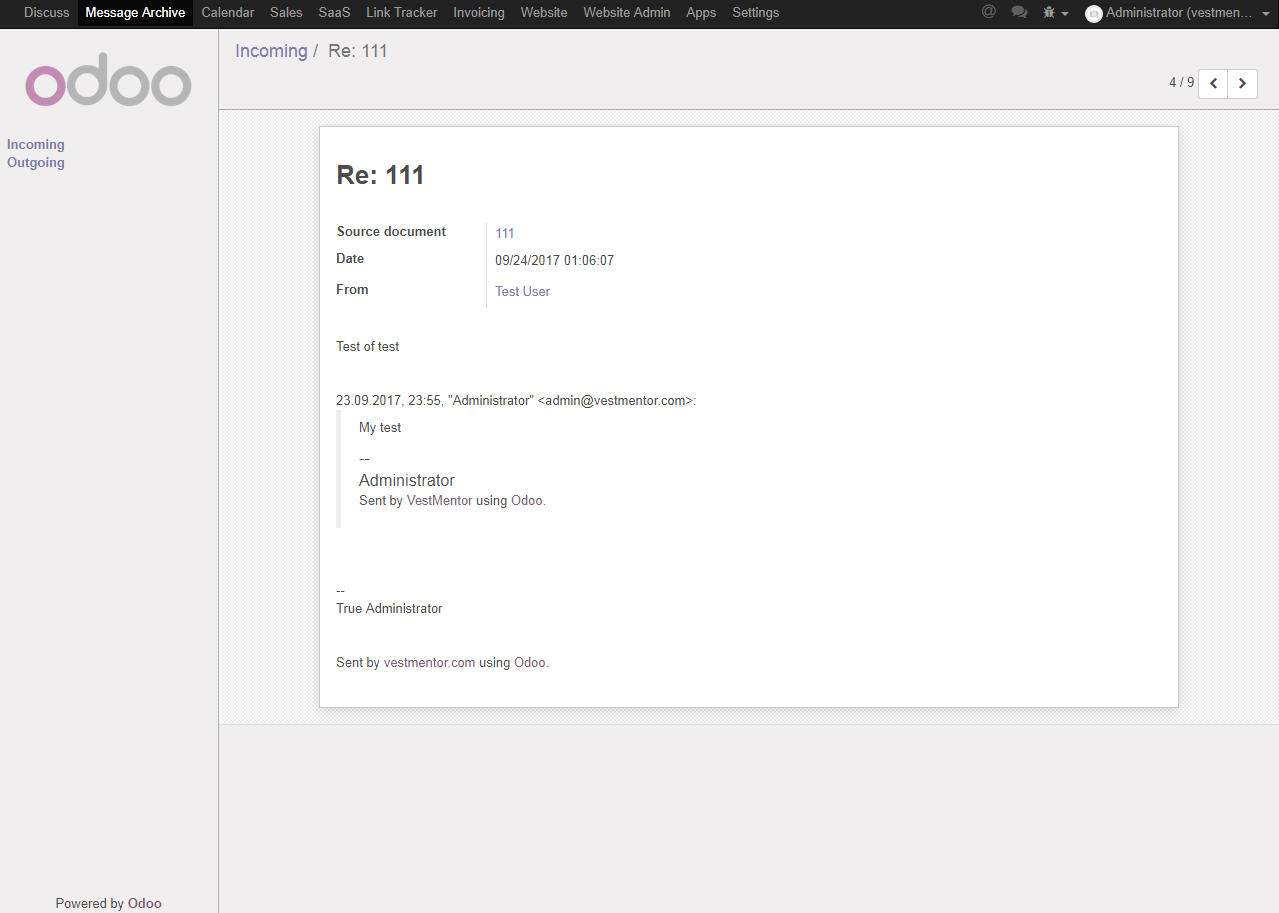 Discuss Message Archive Calendar Sales SaaS Link Tracker Invoicing Website Website Admin Apps Settings @ Administrator (vestmen...
odoo
Incoming
Outgoing
Powered by Odoo
Incoming / Re: 111
4 / 9
Re: 111
Source document 111
Date 09/24/2017 01:06:07
From Test User
Test of test
23.09.2017, 23:55, "Administrator" <admin@vestmentor.com>:
My test
--
Administrator
Sent by VestMentor using Odoo.
--
True Administrator
Sent by vestmentor.com using Odoo.